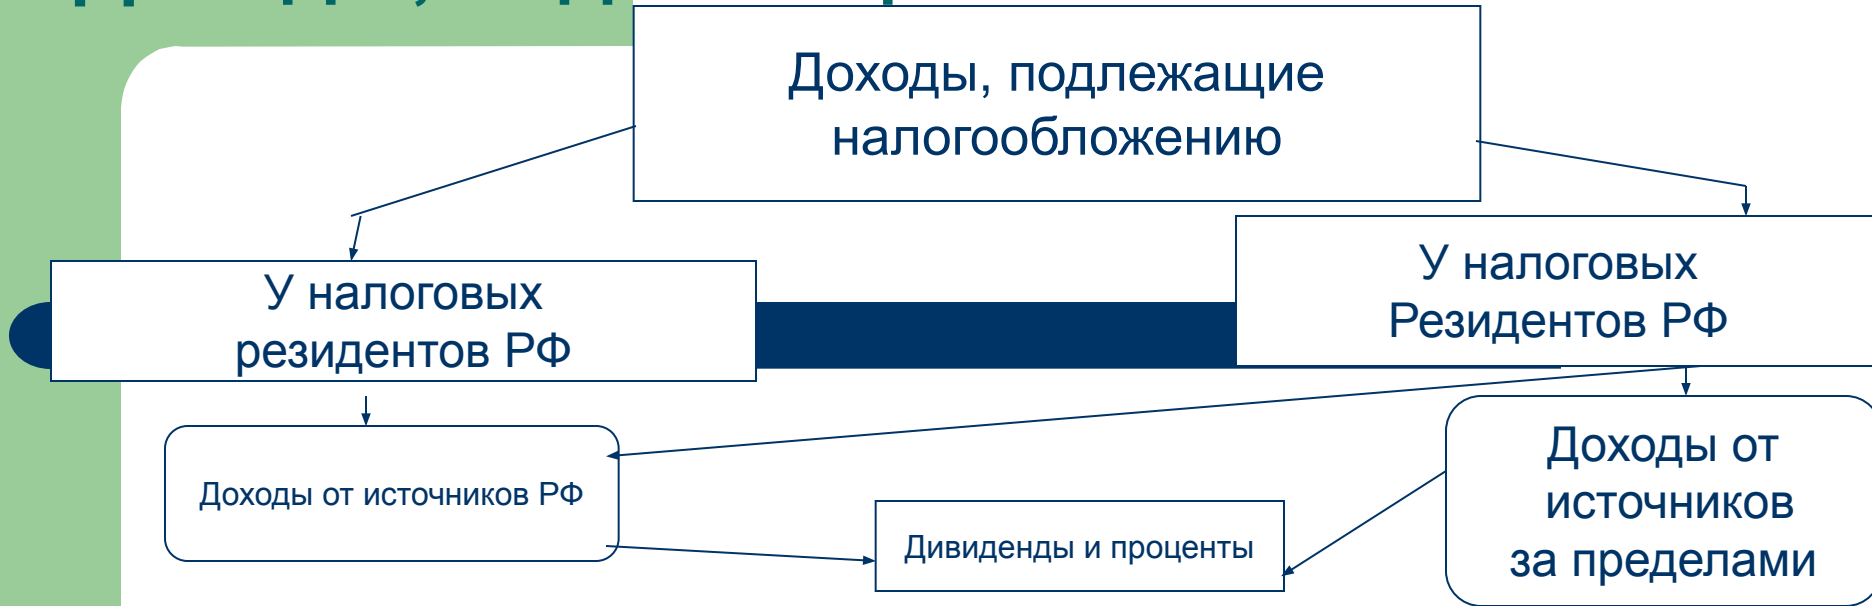 Доходы, подлежащие
налогообложению
У налоговых
резидентов РФ
У налоговых
Резидентов РФ
Доходы от источников РФ
Дивиденды и проценты
Доходы от
источников
за пределами